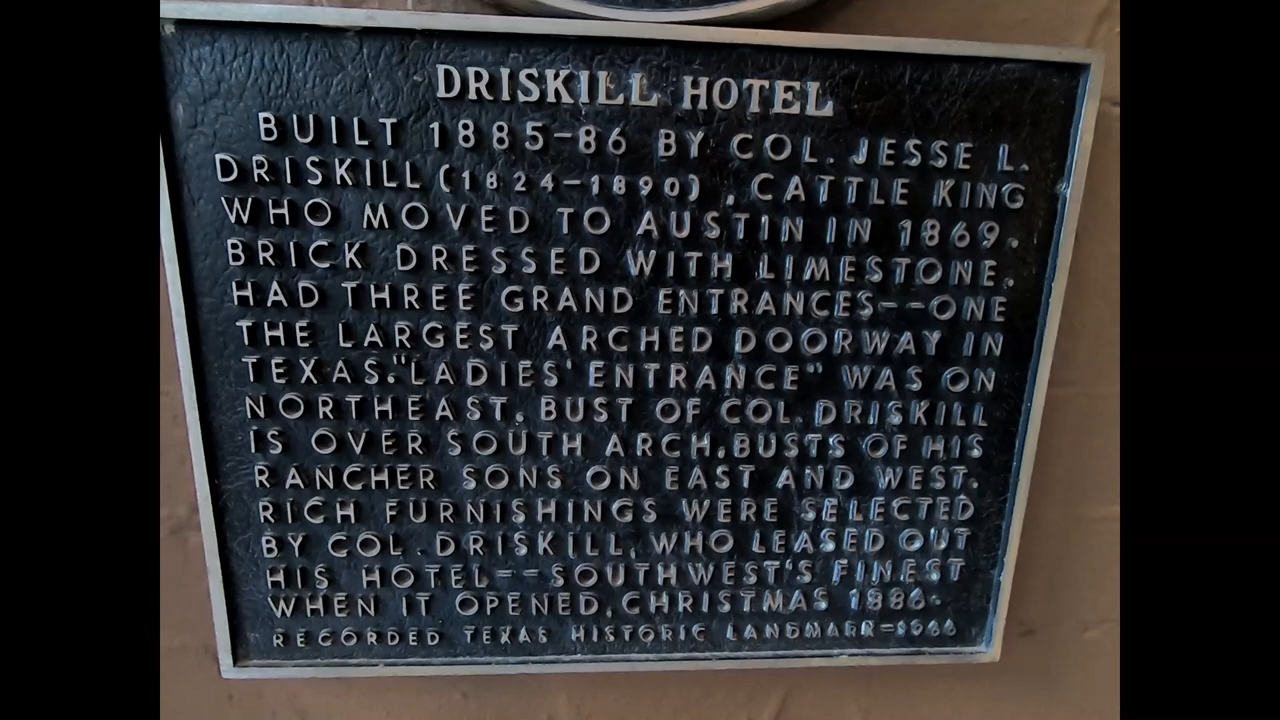 DRISKILL HOTEL
BUILT 1885-86 BY COL. JESSE L.
DRISKILL (1824-1890), CATTLE KING
WHO MOVED TO AUSTIN IN 1869.
BRICK DRESSED WITH LIMESTONE.
HAD THREE GRAND ENTRANCES--ONE
THE LARGEST ARCHED DOORWAY IN
TEXAS. "LADIES' ENTRANCE" WAS ON
NORTHEAST. BUST OF COL. DRISKILL
IS OVER SOUTH ARCH. BUSTS OF HIS
RANCHER SONS ON EAST AND WEST.
RICH FURNISHINGS WERE SELECTED
BY COL. DRISKILL, WHO LEASED OUT
HIS HOTEL--SOUTHWEST'S FINEST
WHEN IT OPENED, CHRISTMAS 1886.
RECORDED TEXAS HISTORIC LANDMARK-1966